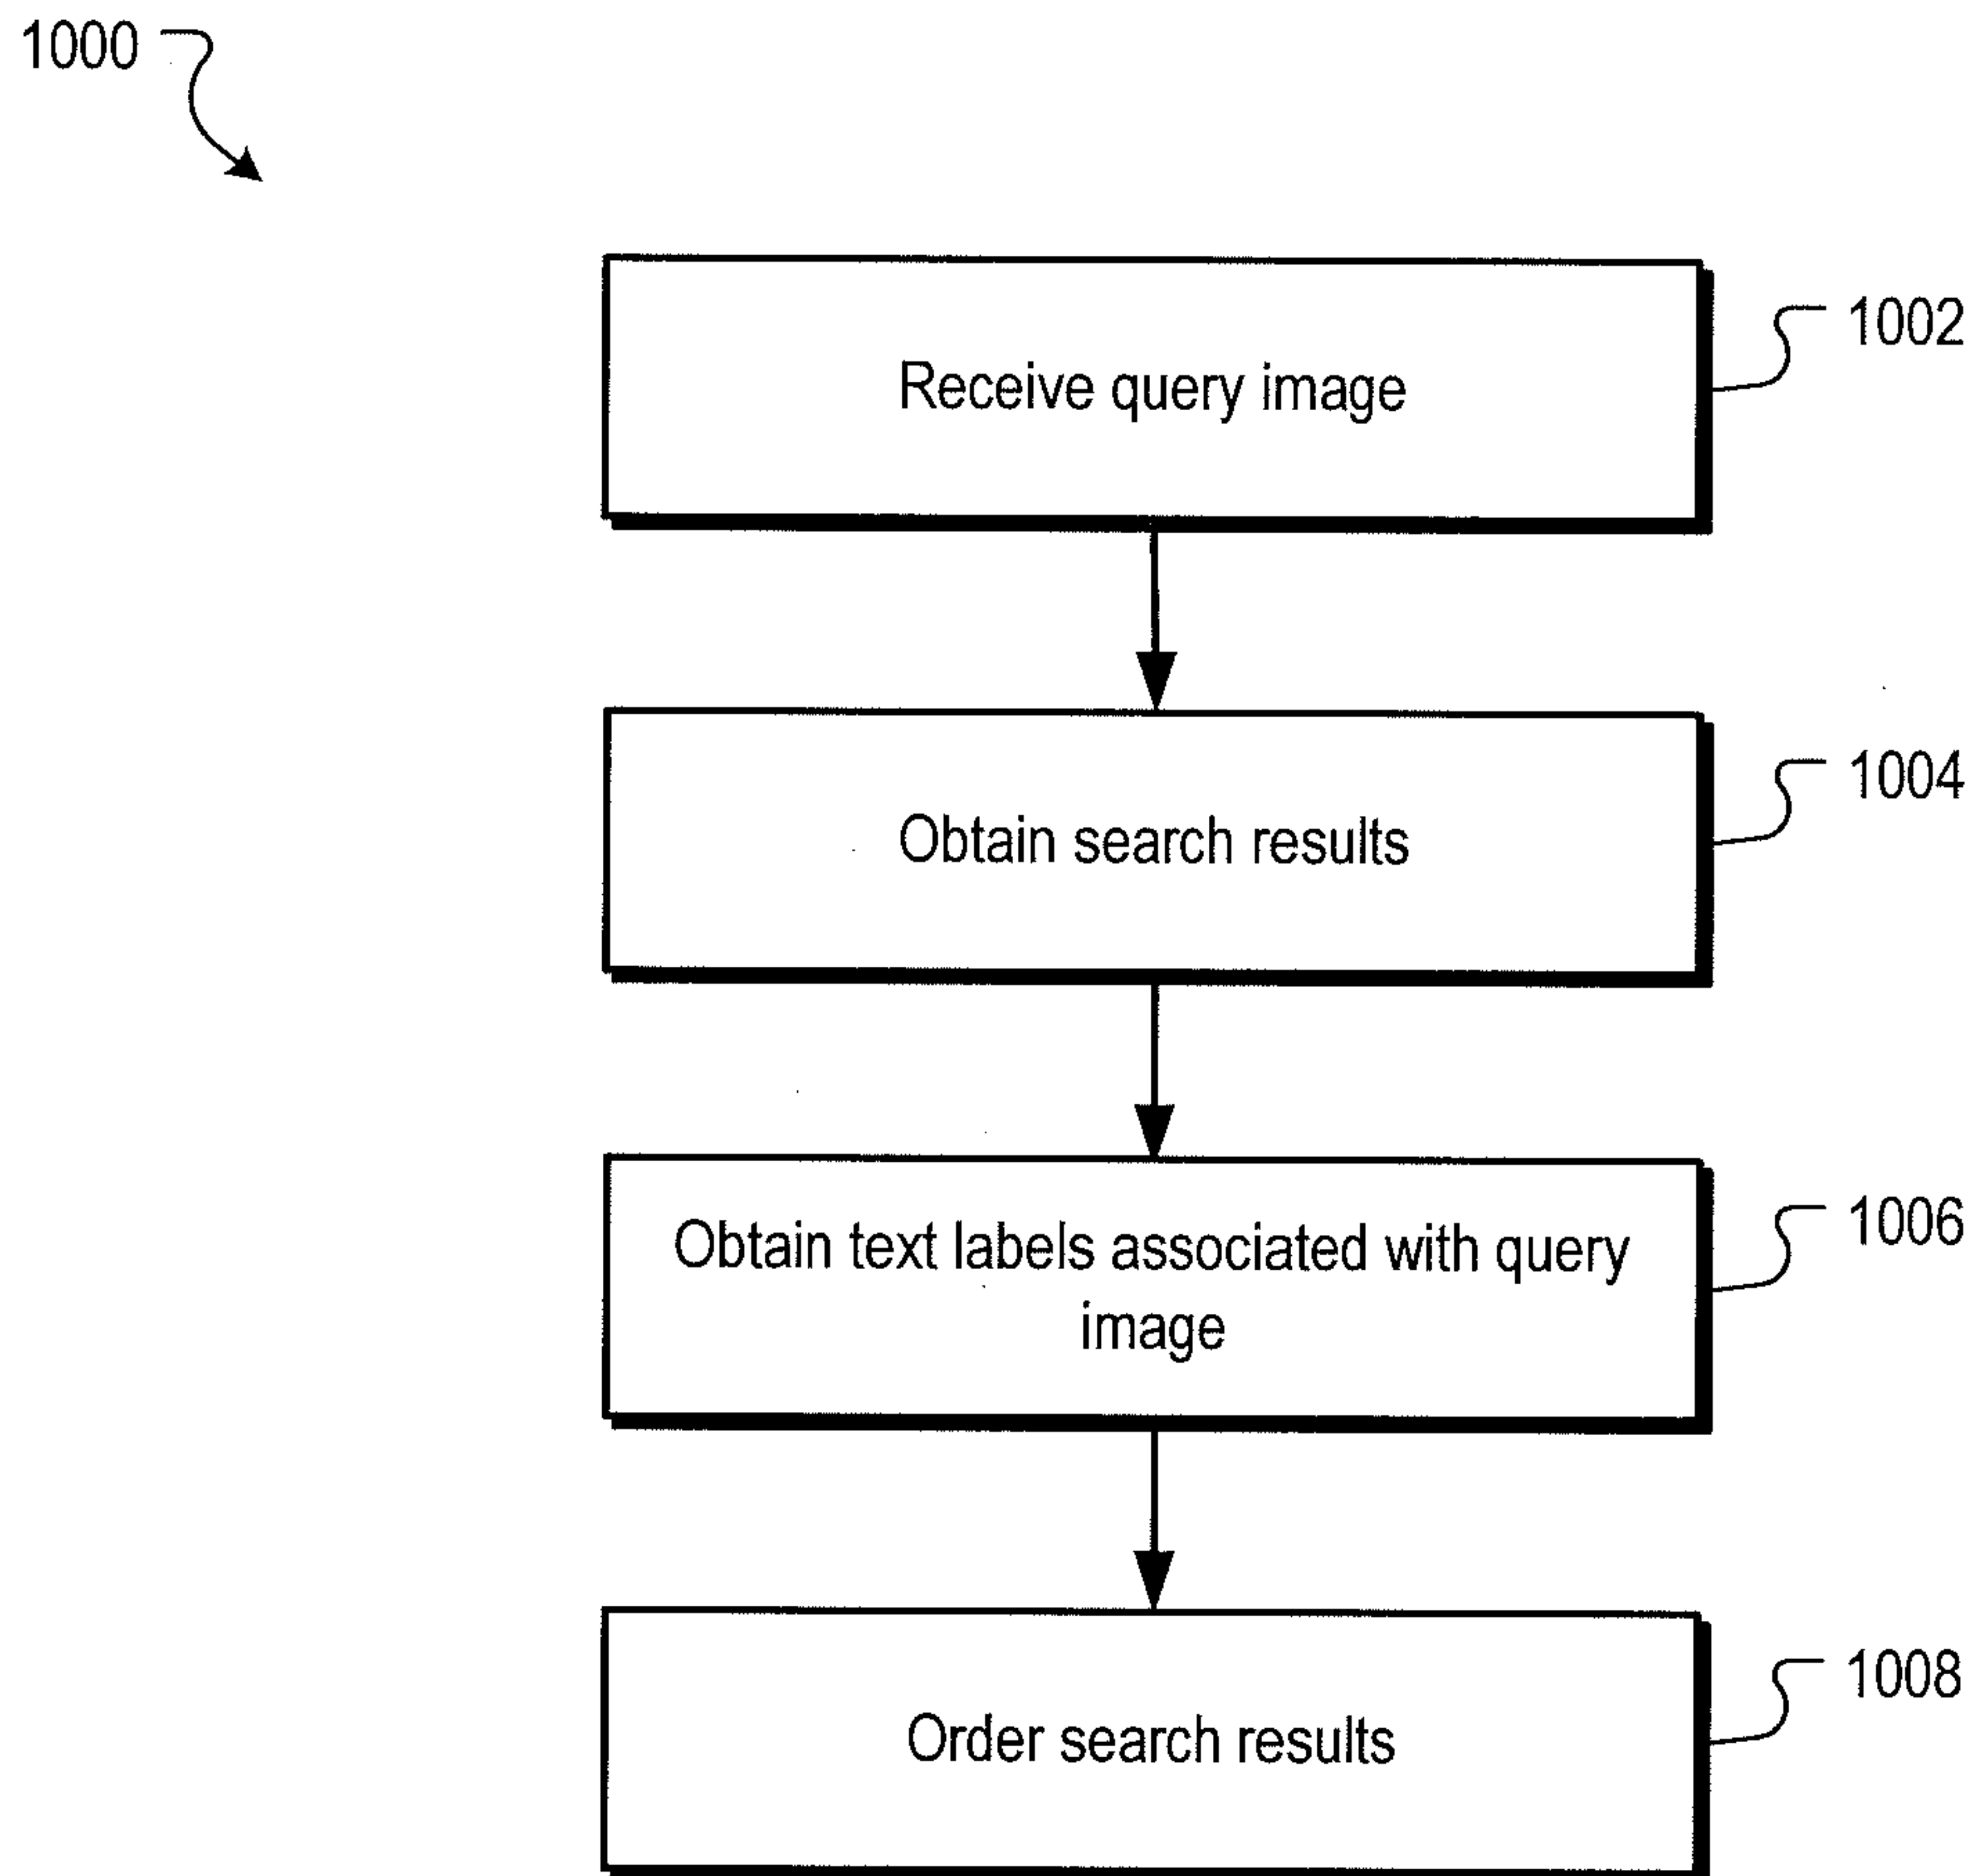 1000
Receive query image
1002
Obtain search results
1004
Obtain text labels associated with query
image
1006
Order search results
1008